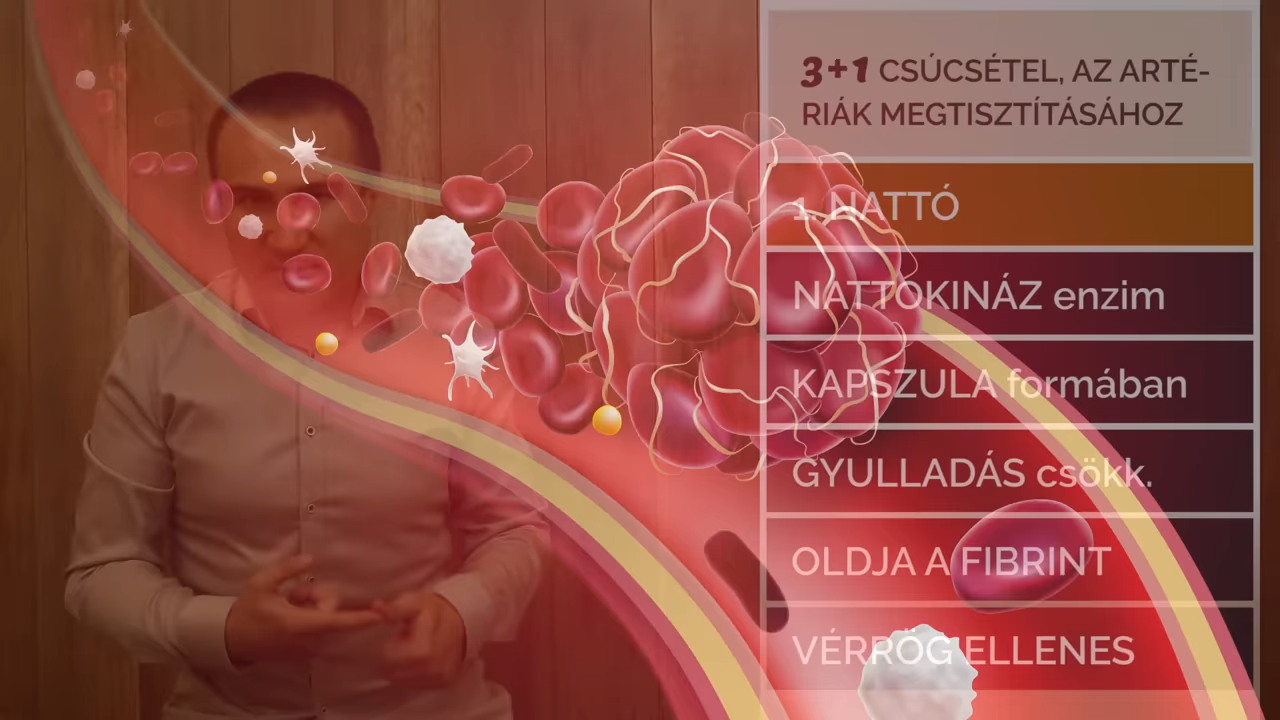 3+1 CSÚCSÉTEL, AZ ARTÉ-
RIÁK MEGTISZTÍTÁSÁHOZ
1. NATTÓ
NATTOKINÁZ enzim
KAPSZULA formában
GYULLADÁS csökk.
OLDJA A FIBRINT
VÉRRÖG ELLENES